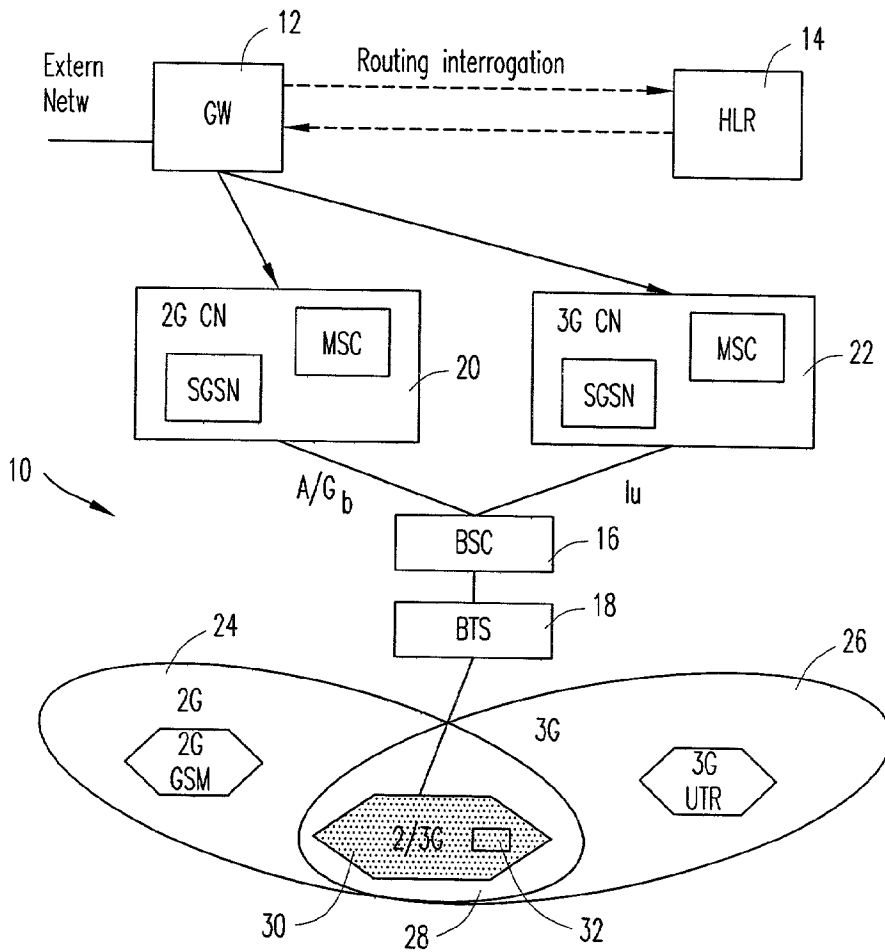 12
14
Extern
Netw
Routing interrogation
GW
HLR
2G CN
MSC
SGSN
20
3G CN
MSC
SGSN
22
10
A/Gb
Iu
BSC
16
BTS
18
24
26
2G
2G
GSM
3G
3G
UTR
2/3G
30
28
32